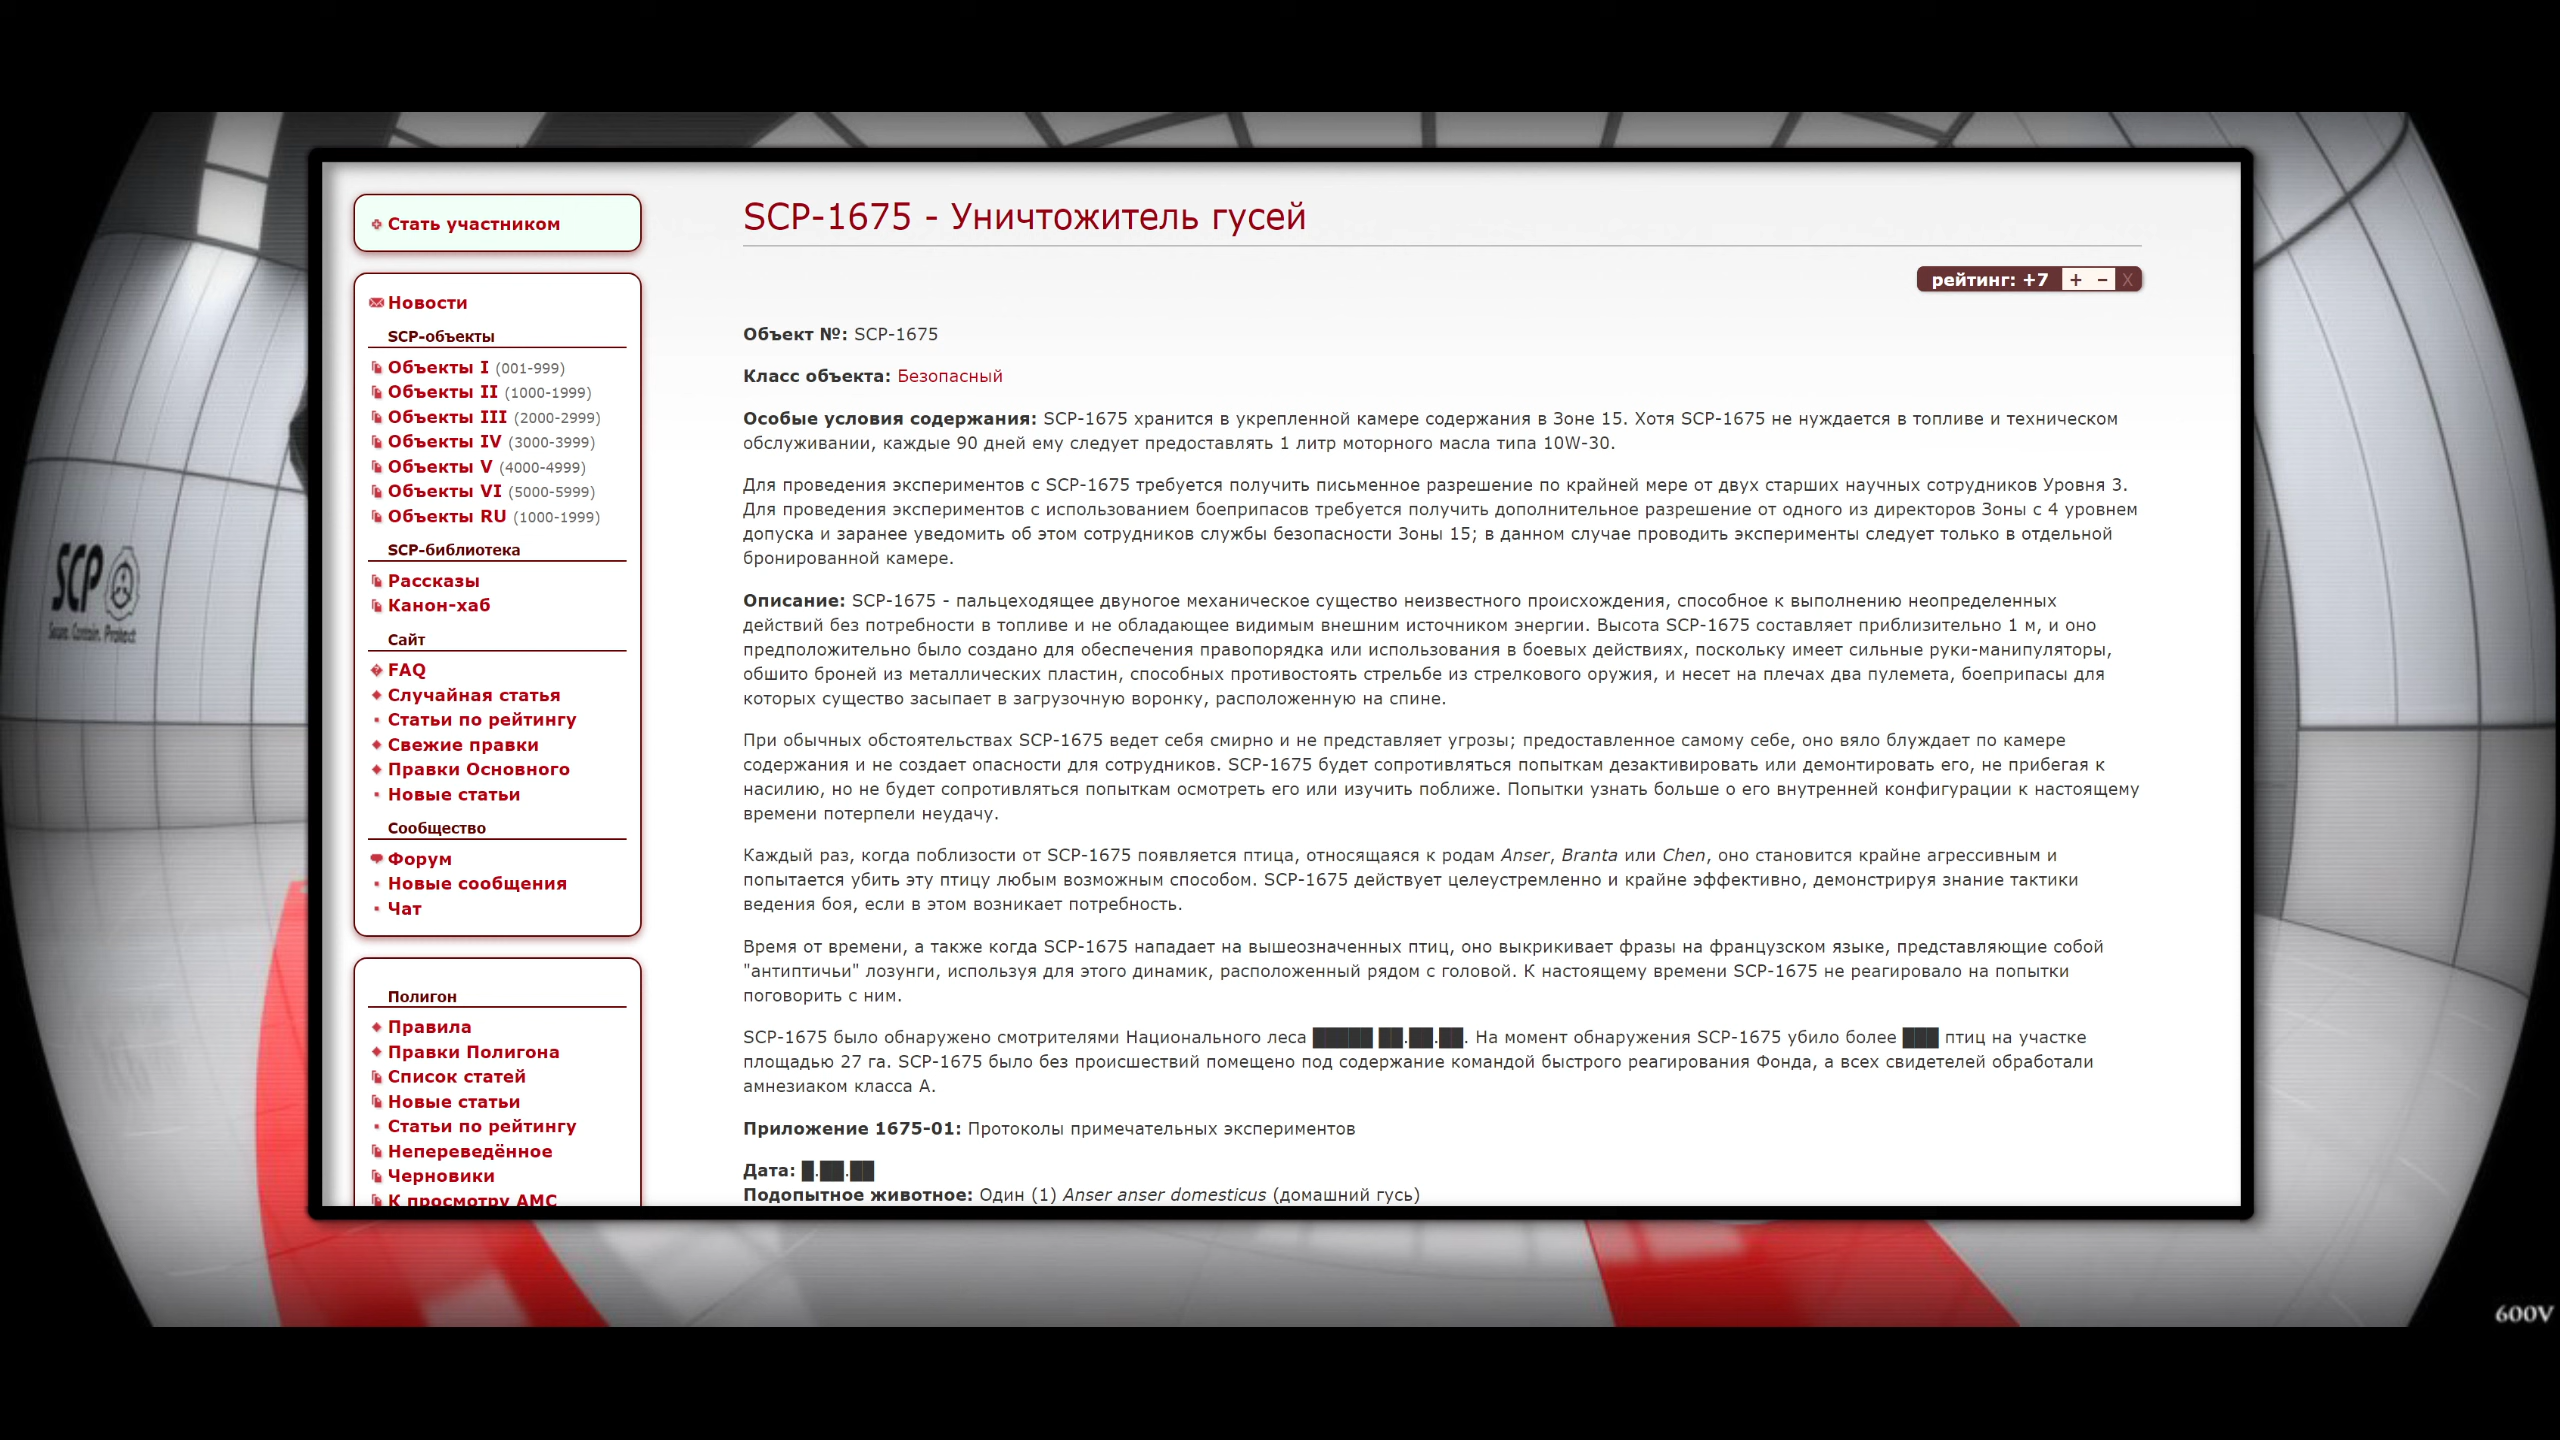 SCP
Secure. Contain. Protect
Стать участником
Новости
SCP-объекты
Объекты I (001-999)
Объекты II (1000-1999)
Объекты III (2000-2999)
Объекты IV (3000-3999)
Объекты V (4000-4999)
Объекты VI (5000-5999)
Объекты RU (1000-1999)
SCP-библиотека
Рассказы
Канон-хаб
Сайт
FAQ
Случайная статья
Статьи по рейтингу
Свежие правки
Правки Основного
Новые статьи
Сообщество
Форум
Новые сообщения
Чат
Полигон
Правила
Правки Полигона
Список статей
Новые статьи
Статьи по рейтингу
Непереведённое
Черновики
К просмотру АМС
SCP-1675 - Уничтожитель гусей
рейтинг: +7 + – X
Объект №: SCP-1675
Класс объекта: Безопасный
Особые условия содержания: SCP-1675 хранится в укрепленной камере содержания в Зоне 15. Хотя SCP-1675 не нуждается в топливе и техническом
обслуживании, каждые 90 дней ему следует предоставлять 1 литр моторного масла типа 10W-30.
Для проведения экспериментов с SCP-1675 требуется получить письменное разрешение по крайней мере от двух старших научных сотрудников Уровня 3.
Для проведения экспериментов с использованием боеприпасов требуется получить дополнительное разрешение от одного из директоров Зоны с 4 уровнем
допуска и заранее уведомить об этом сотрудников службы безопасности Зоны 15; в данном случае проводить эксперименты следует только в отдельной
бронированной камере.
Описание: SCP-1675 - пальцеходящее двуногое механическое существо неизвестного происхождения, способное к выполнению неопределенных
действий без потребности в топливе и не обладающее видимым внешним источником энергии. Высота SCP-1675 составляет приблизительно 1 м, и оно
предположительно было создано для обеспечения правопорядка или использования в боевых действиях, поскольку имеет сильные руки-манипуляторы,
обшито броней из металлических пластин, способных противостоять стрельбе из стрелкового оружия, и несет на плечах два пулемета, боеприпасы для
которых существо засыпает в загрузочную воронку, расположенную на спине.
При обычных обстоятельствах SCP-1675 ведет себя смирно и не представляет угрозы; предоставленное самому себе, оно вяло блуждает по камере
содержания и не создает опасности для сотрудников. SCP-1675 будет сопротивляться попыткам дезактивировать или демонтировать его, не прибегая к
насилию, но не будет сопротивляться попыткам осмотреть его или изучить поближе. Попытки узнать больше о его внутренней конфигурации к настоящему
времени потерпели неудачу.
Каждый раз, когда поблизости от SCP-1675 появляется птица, относящаяся к родам Anser, Branta или Chen, оно становится крайне агрессивным и
попытается убить эту птицу любым возможным способом. SCP-1675 действует целеустремленно и крайне эффективно, демонстрируя знание тактики
ведения боя, если в этом возникает потребность.
Время от времени, а также когда SCP-1675 нападает на вышеозначенных птиц, оно выкрикивает фразы на французском языке, представляющие собой
"антиптичьи" лозунги, используя для этого динамик, расположенный рядом с головой. К настоящему времени SCP-1675 не реагировало на попытки
поговорить с ним.
SCP-1675 было обнаружено смотрителями Национального леса █████ ██.██.██. На момент обнаружения SCP-1675 убило более ███ птиц на участке
площадью 27 га. SCP-1675 было без происшествий помещено под содержание командой быстрого реагирования Фонда, а всех свидетелей обработали
амнезиаком класса А.
Приложение 1675-01: Протоколы примечательных экспериментов
Дата: █.██.██
Подопытное животное: Один (1) Anser anser domesticus (домашний гусь)
600V